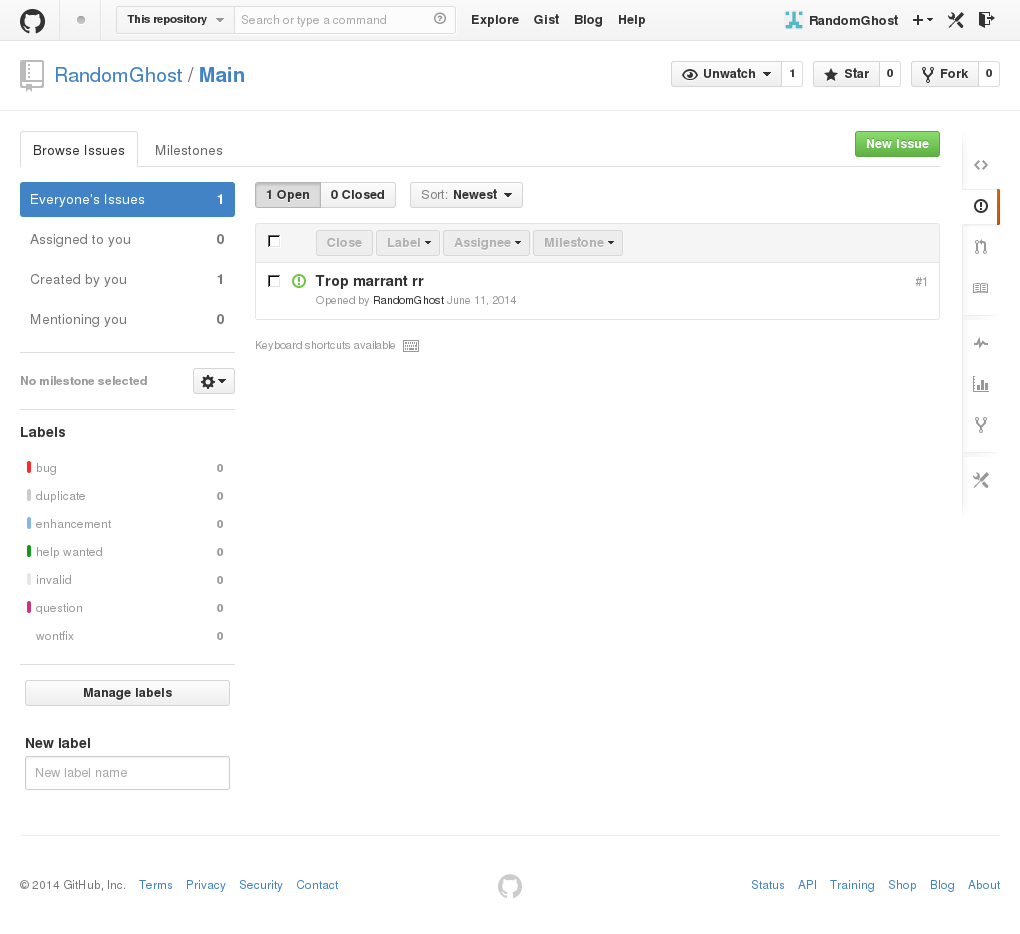 This repository Search or type a command Explore Gist Blog Help RandomGhost
RandomGhost / Main Unwatch 1 Star 0 Fork 0
Browse Issues Milestones New Issue
Everyone's Issues 1
Assigned to you 0
Created by you 1
Mentioning you 0
No milestone selected
Labels
bug 0
duplicate 0
enhancement 0
help wanted 0
invalid 0
question 0
wontfix 0
Manage labels
New label
New label name
1 Open 0 Closed Sort: Newest
Close Label Assignee Milestone
Trop marrant rr #1
Opened by RandomGhost June 11, 2014
Keyboard shortcuts available
© 2014 GitHub, Inc. Terms Privacy Security Contact Status API Training Shop Blog About